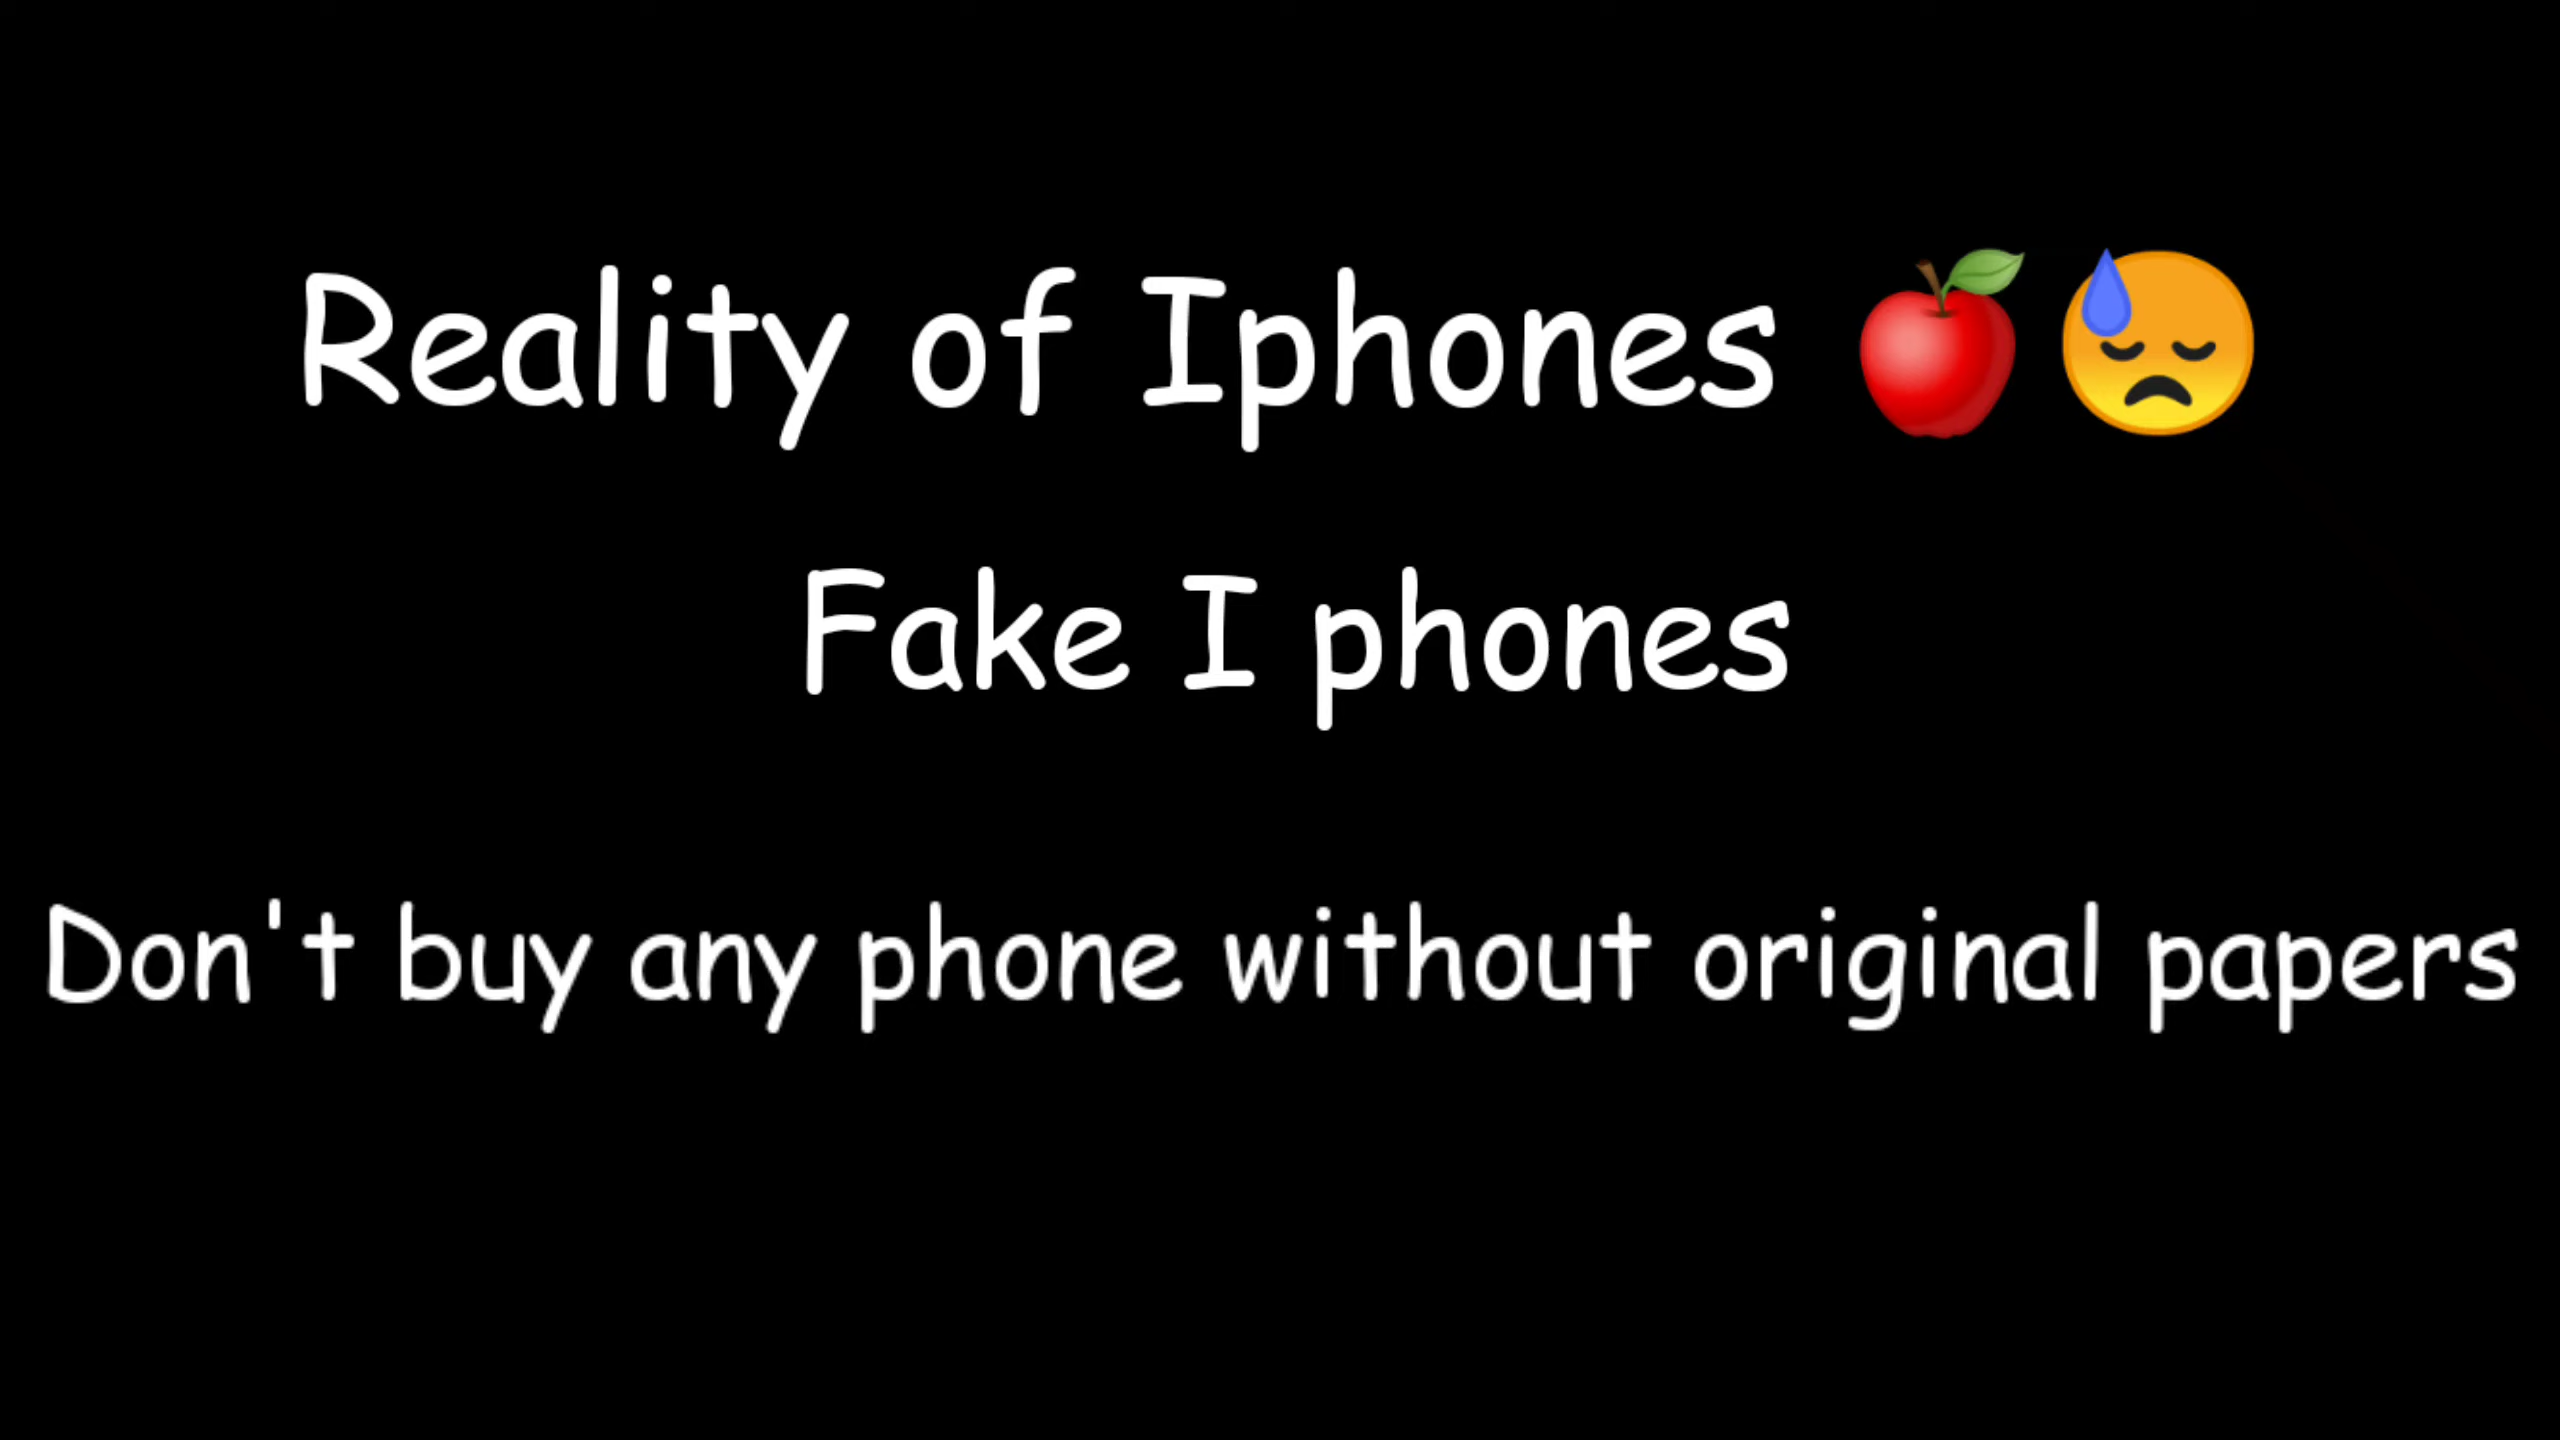 Reality of Iphones 🍎😓
Fake I phones
Don't buy any phone without original papers